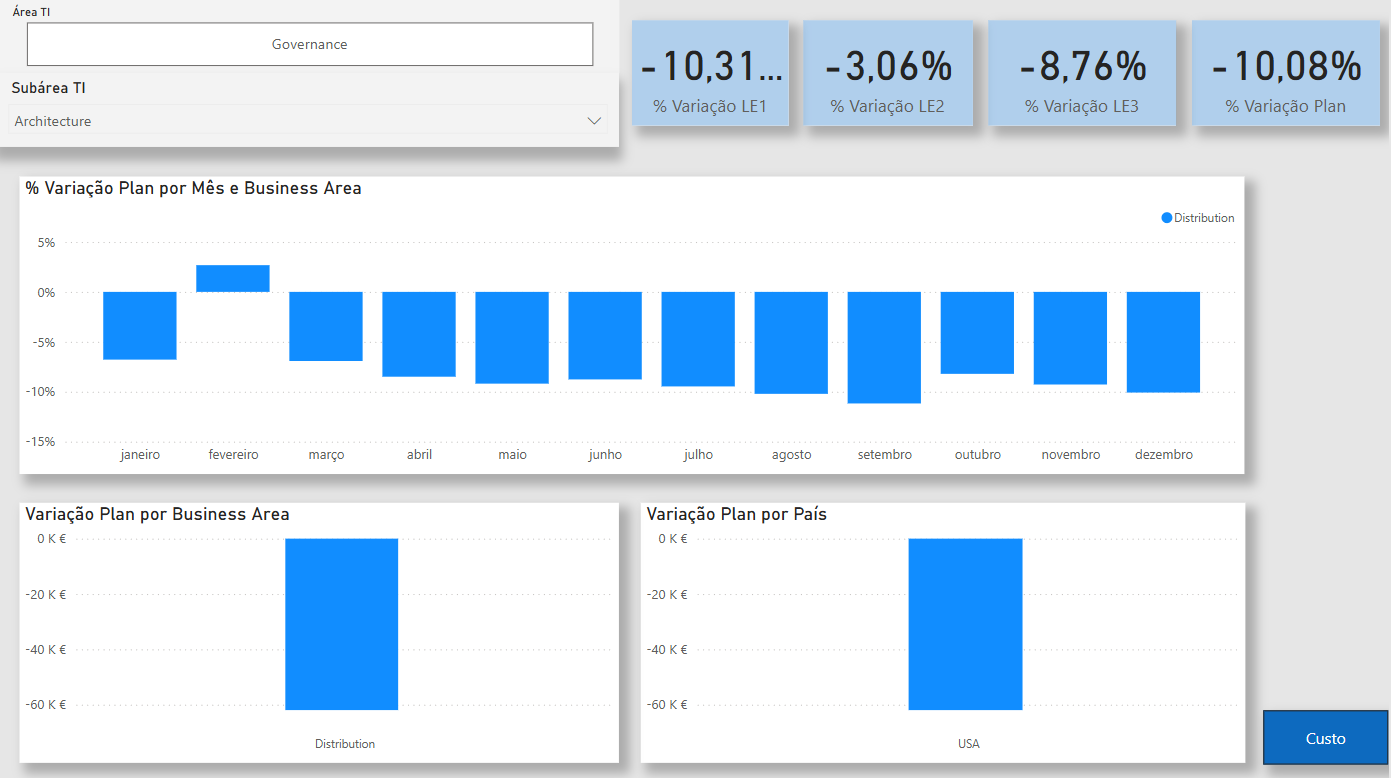 Área TI
Governance
Subárea TI
Architecture
-10,31...
% Variação LE1
-3,06%
% Variação LE2
-8,76%
% Variação LE3
-10,08%
% Variação Plan
% Variação Plan por Mês e Business Area
Distribution
5%
0%
-5%
-10%
-15%
janeiro fevereiro março abril maio junho julho agosto setembro outubro novembro dezembro
Variação Plan por Business Area
0 K €
-20 K €
-40 K €
-60 K €
Distribution
Variação Plan por País
0 K €
-20 K €
-40 K €
-60 K €
USA
Custo